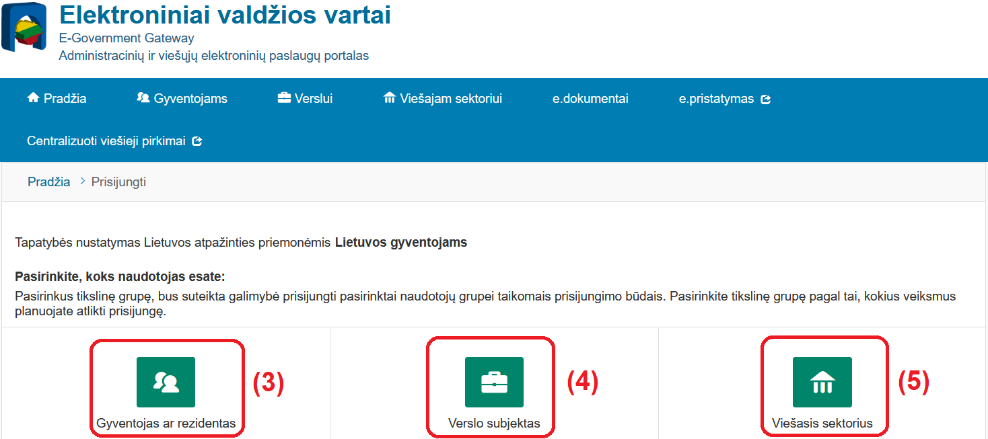 Elektroniniai valdžios vartai
E-Government Gateway
Administracinių ir viešųjų elektroninių paslaugų portalas
Pradžia Gyventojams Verslui Viešajam sektoriui e.dokumentai e.pristatymas
Centralizuoti viešieji pirkimai
Pradžia > Prisijungti
Tapatybės nustatymas Lietuvos atpažinties priemonėmis Lietuvos gyventojams
Pasirinkite, koks naudotojas esate:
Pasirinkus tikslinę grupę, bus suteikta galimybė prisijungti pasirinktai naudotojų grupei taikomais prisijungimo būdais. Pasirinkite tikslinę grupę pagal tai, kokius veiksmus
planuojate atlikti prisijungę.
(3) (4) (5)
Gyventojas ar rezidentas Verslo subjektas Viešasis sektorius